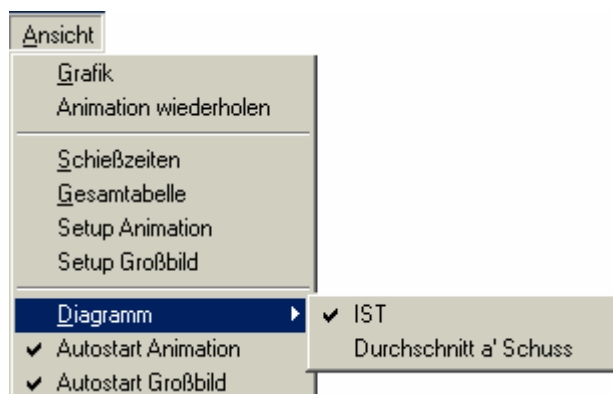 Ansicht
Grafik
Animation wiederholen
Schießzeiten
Gesamtabelle
Setup Animation
Setup Großbild
Diagramm
IST
Autostart Animation
Durchschnitt a' Schuss
Autostart Großbild